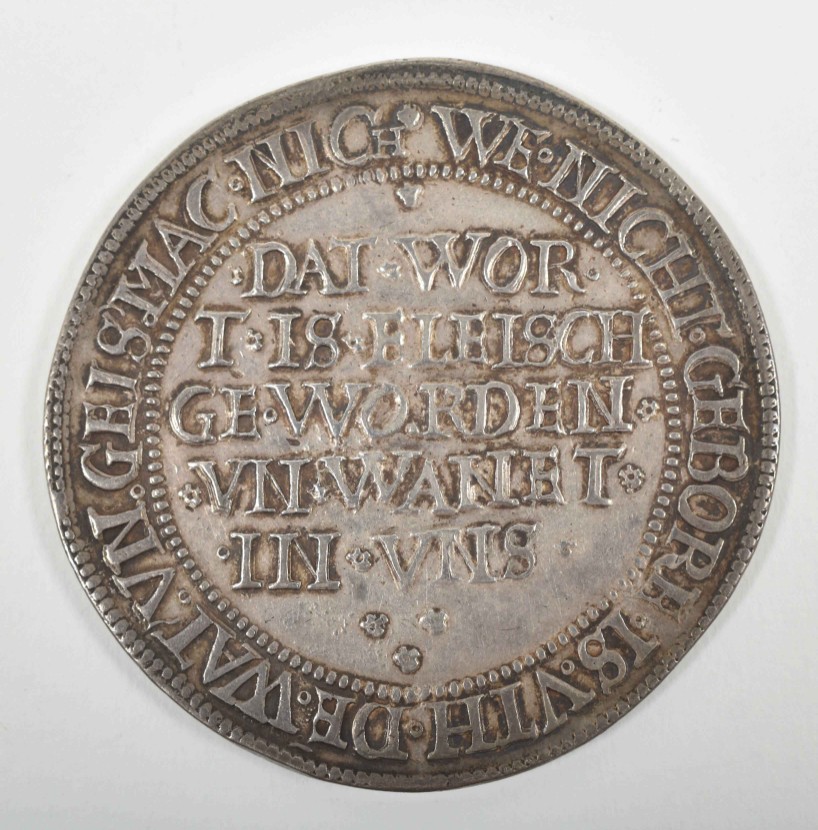 WE·NICHT·GEBORE·IS·VTH·DE·WAT·VN·GEIS·MAC·NICH
·DAT·WOR·
T·IS·FLEISCH
GE·WORDEN·
·VN·WANET·
·IN·VNS·